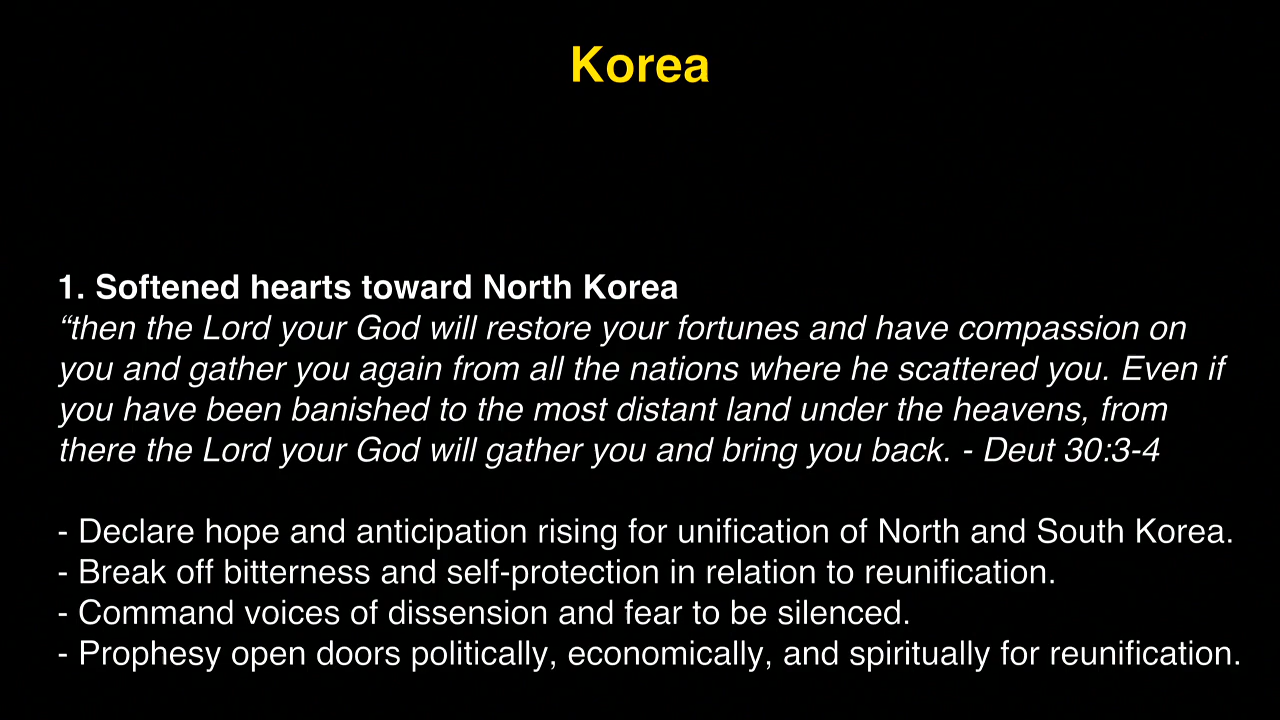 Korea
1. Softened hearts toward North Korea
“then the Lord your God will restore your fortunes and have compassion on
you and gather you again from all the nations where he scattered you. Even if
you have been banished to the most distant land under the heavens, from
there the Lord your God will gather you and bring you back. - Deut 30:3-4
- Declare hope and anticipation rising for unification of North and South Korea.
- Break off bitterness and self-protection in relation to reunification.
- Command voices of dissension and fear to be silenced.
- Prophesy open doors politically, economically, and spiritually for reunification.